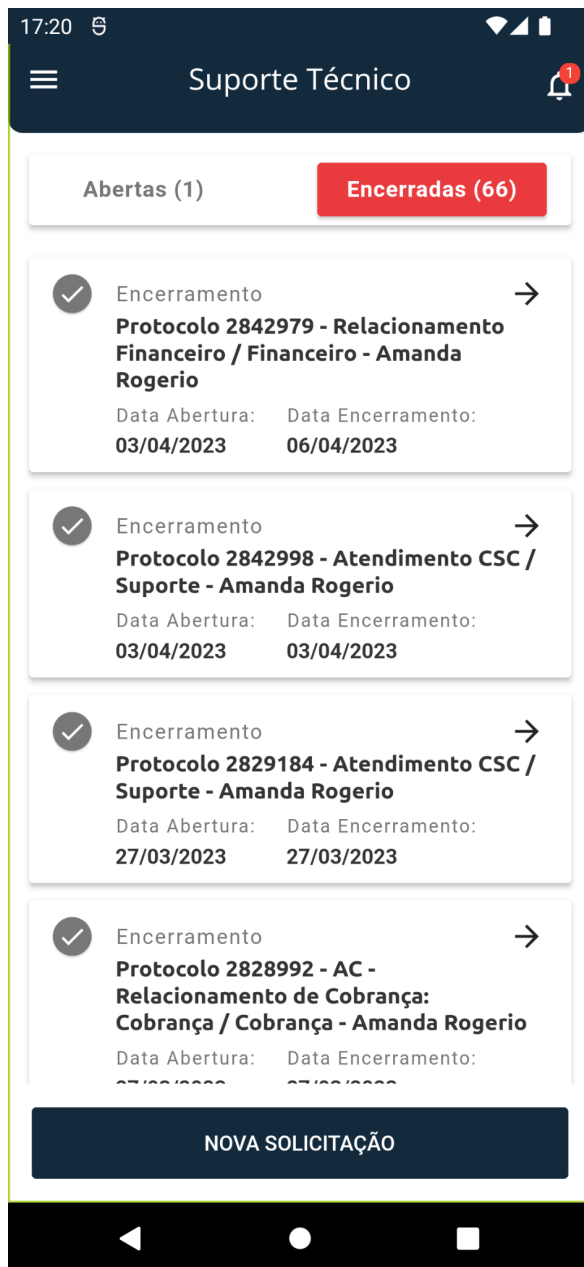 17:20
Suporte Técnico
1
Abertas (1)
Encerradas (66)
Encerramento
Protocolo 2842979 - Relacionamento
Financeiro / Financeiro - Amanda
Rogerio
Data Abertura: Data Encerramento:
03/04/2023 06/04/2023
Encerramento
Protocolo 2842998 - Atendimento CSC /
Suporte - Amanda Rogerio
Data Abertura: Data Encerramento:
03/04/2023 03/04/2023
Encerramento
Protocolo 2829184 - Atendimento CSC /
Suporte - Amanda Rogerio
Data Abertura: Data Encerramento:
27/03/2023 27/03/2023
Encerramento
Protocolo 2828992 - AC -
Relacionamento de Cobrança:
Cobrança / Cobrança - Amanda Rogerio
Data Abertura: Data Encerramento:
NOVA SOLICITAÇÃO